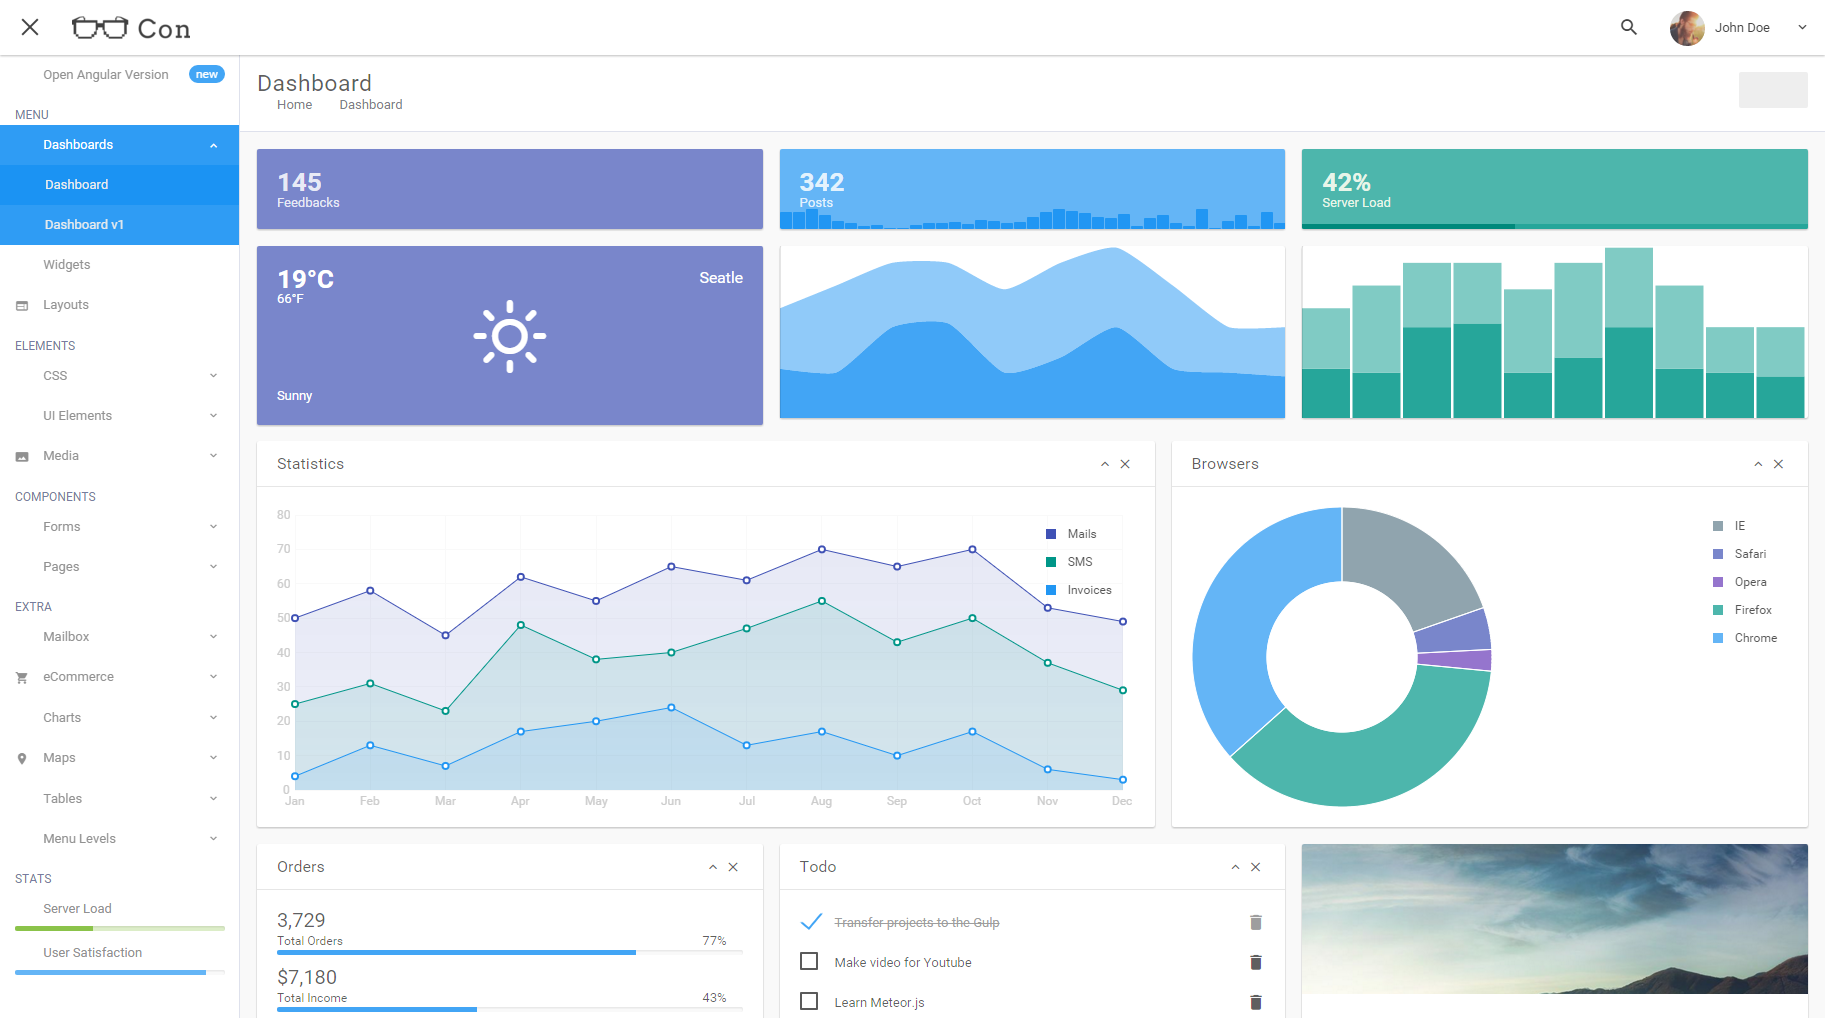 Con
John Doe
Open Angular Version new
MENU
Dashboards
Dashboard
Dashboard v1
Widgets
Layouts
ELEMENTS
CSS
UI Elements
Media
COMPONENTS
Forms
Pages
EXTRA
Mailbox
eCommerce
Charts
Maps
Tables
Menu Levels
STATS
Server Load
User Satisfaction
Dashboard
Home Dashboard
145
Feedbacks
342
Posts
42%
Server Load
19°C
66°F
Seatle
Sunny
Statistics
80
70
60
50
40
30
20
10
0
Jan Feb Mar Apr May Jun Jul Aug Sep Oct Nov Dec
Mails
SMS
Invoices
Browsers
IE
Safari
Opera
Firefox
Chrome
Orders
3,729
Total Orders 77%
$7,180
Total Income 43%
Todo
Transfer projects to the Gulp
Make video for Youtube
Learn Meteor.js